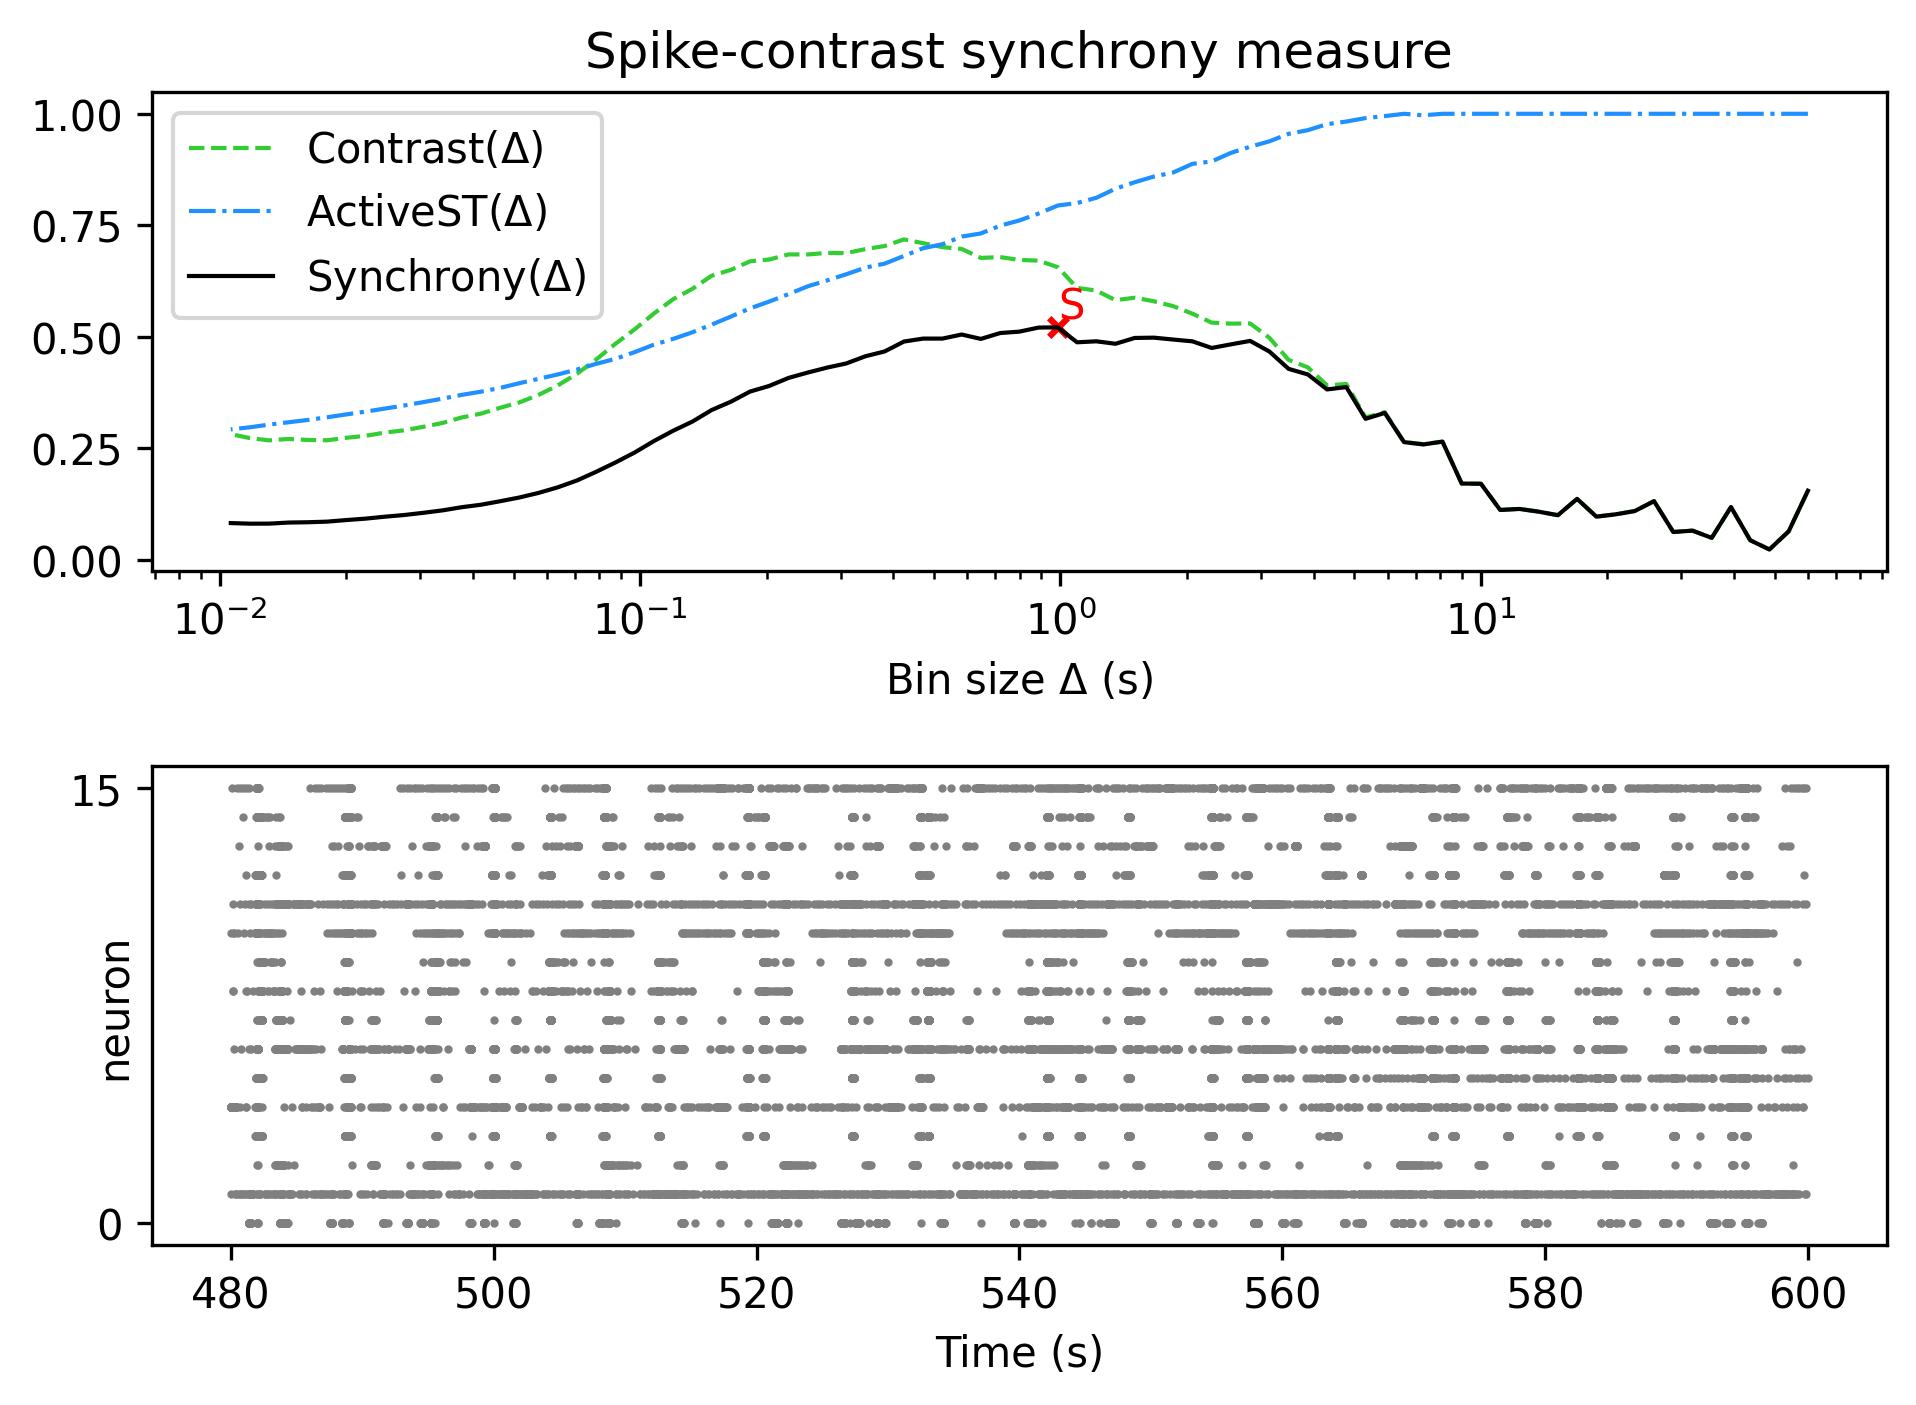 Spike-contrast synchrony measure
1.00
0.75
0.50
0.25
0.00
Contrast(Δ)
ActiveST(Δ)
Synchrony(Δ)
S
10⁻² 10⁻¹ 10⁰ 10¹
Bin size Δ (s)
15
0
neuron
480 500 520 540 560 580 600
Time (s)